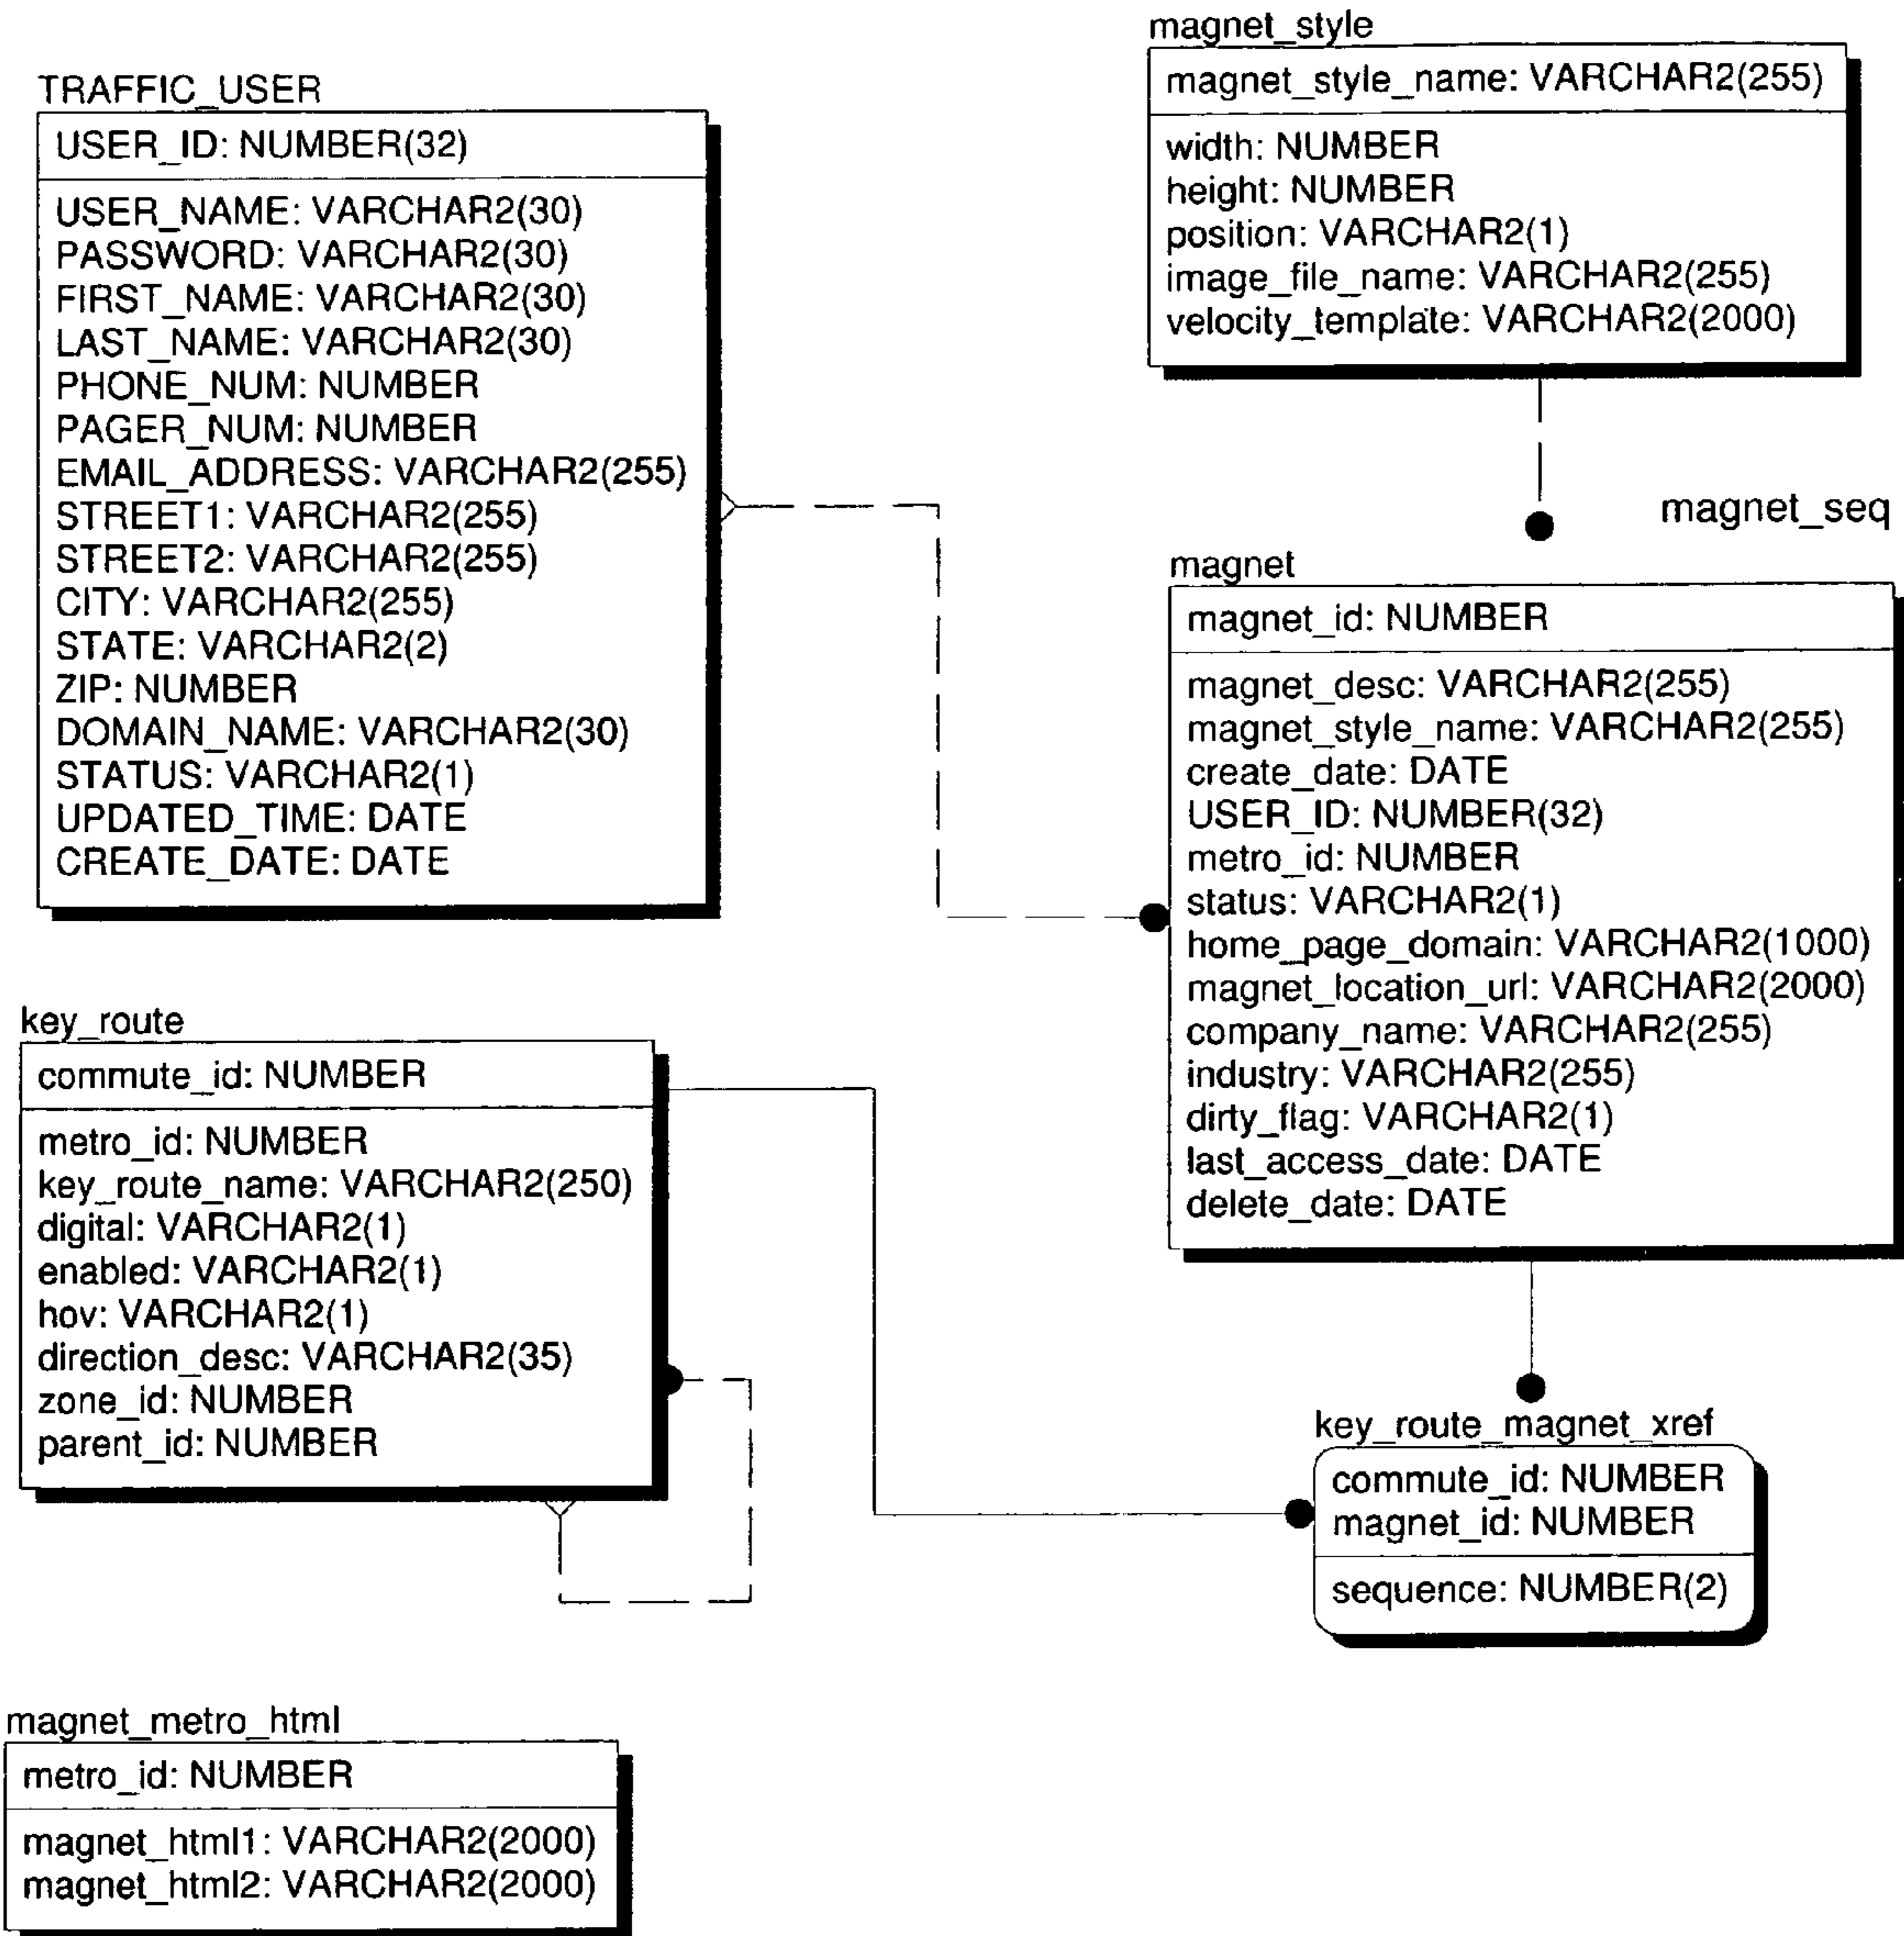 TRAFFIC_USER
USER_ID: NUMBER(32)
USER_NAME: VARCHAR2(30)
PASSWORD: VARCHAR2(30)
FIRST_NAME: VARCHAR2(30)
LAST_NAME: VARCHAR2(30)
PHONE_NUM: NUMBER
PAGER_NUM: NUMBER
EMAIL_ADDRESS: VARCHAR2(255)
STREET1: VARCHAR2(255)
STREET2: VARCHAR2(255)
CITY: VARCHAR2(255)
STATE: VARCHAR2(2)
ZIP: NUMBER
DOMAIN_NAME: VARCHAR2(30)
STATUS: VARCHAR2(1)
UPDATED_TIME: DATE
CREATE_DATE: DATE
magnet_style
magnet_style_name: VARCHAR2(255)
width: NUMBER
height: NUMBER
position: VARCHAR2(1)
image_file_name: VARCHAR2(255)
velocity_template: VARCHAR2(2000)
magnet_seq
magnet
magnet_id: NUMBER
magnet_desc: VARCHAR2(255)
magnet_style_name: VARCHAR2(255)
create_date: DATE
USER_ID: NUMBER(32)
metro_id: NUMBER
status: VARCHAR2(1)
home_page_domain: VARCHAR2(1000)
magnet_location_url: VARCHAR2(2000)
company_name: VARCHAR2(255)
industry: VARCHAR2(255)
dirty_flag: VARCHAR2(1)
last_access_date: DATE
delete_date: DATE
key_route
commute_id: NUMBER
metro_id: NUMBER
key_route_name: VARCHAR2(250)
digital: VARCHAR2(1)
enabled: VARCHAR2(1)
hov: VARCHAR2(1)
direction_desc: VARCHAR2(35)
zone_id: NUMBER
parent_id: NUMBER
key_route_magnet_xref
commute_id: NUMBER
magnet_id: NUMBER
sequence: NUMBER(2)
magnet_metro_html
metro_id: NUMBER
magnet_html1: VARCHAR2(2000)
magnet_html2: VARCHAR2(2000)